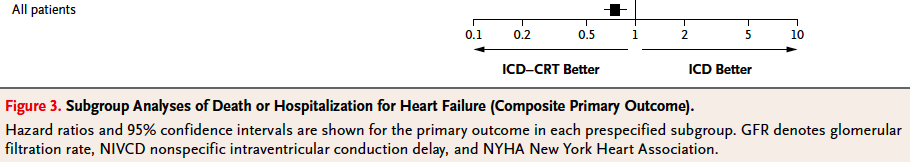 All patients
0.1 0.2 0.5 1 2 5 10
ICD–CRT Better ICD Better
Figure 3. Subgroup Analyses of Death or Hospitalization for Heart Failure (Composite Primary Outcome).
Hazard ratios and 95% confidence intervals are shown for the primary outcome in each prespecified subgroup. GFR denotes glomerular
filtration rate, NIVCD nonspecific intraventricular conduction delay, and NYHA New York Heart Association.